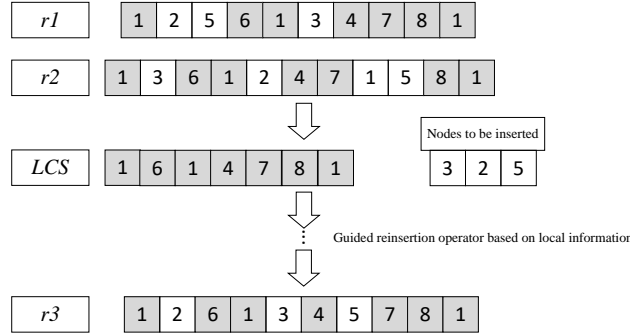 r1 1 2 5 6 1 3 4 7 8 1
r2 1 3 6 1 2 4 7 1 5 8 1
Nodes to be inserted
LCS 1 6 1 4 7 8 1 3 2 5
Guided reinsertion operator based on local information
r3 1 2 6 1 3 4 5 7 8 1